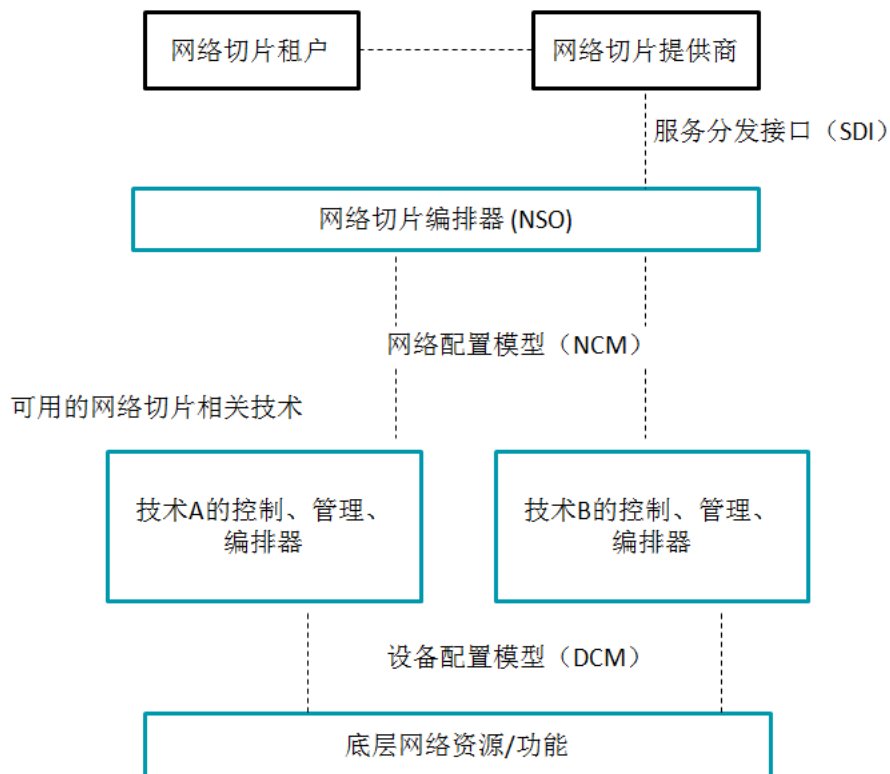 网络切片租户
网络切片提供商
服务分发接口（SDI）
网络切片编排器 (NSO)
网络配置模型（NCM）
可用的网络切片相关技术
技术A的控制、管理、
编排器
技术B的控制、管理、
编排器
设备配置模型（DCM）
底层网络资源/功能